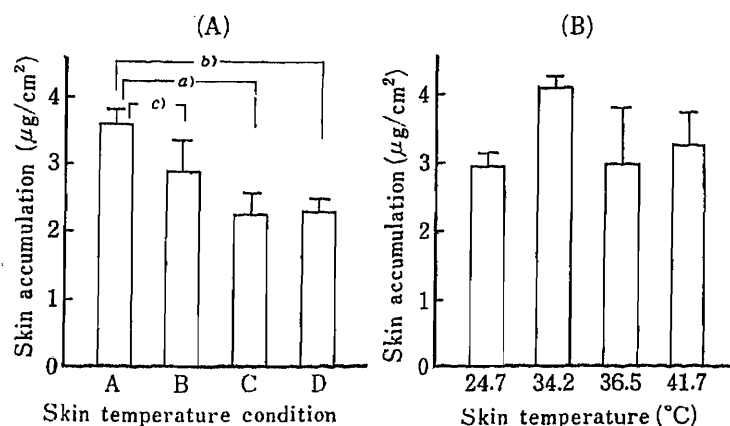 (A)
Skin accumulation (μg/cm²)
4
3
2
1
0
b)
a)
c)
A B C D
Skin temperature condition
(B)
Skin accumulation (μg/cm²)
4
3
2
1
0
24.7 34.2 36.5 41.7
Skin temperature (°C)